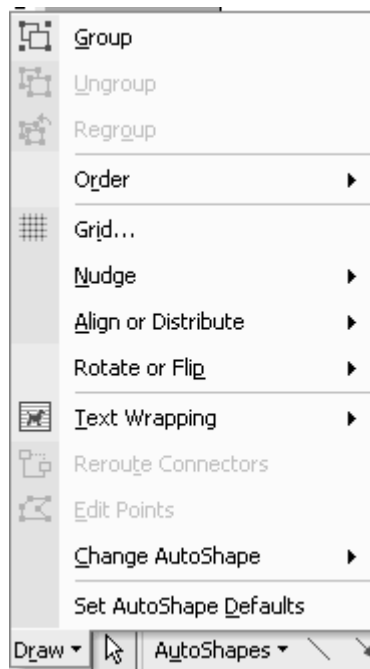 Group
Ungroup
Regroup
Order
Grid...
Nudge
Align or Distribute
Rotate or Flip
Text Wrapping
Reroute Connectors
Edit Points
Change AutoShape
Set AutoShape Defaults
Draw AutoShapes